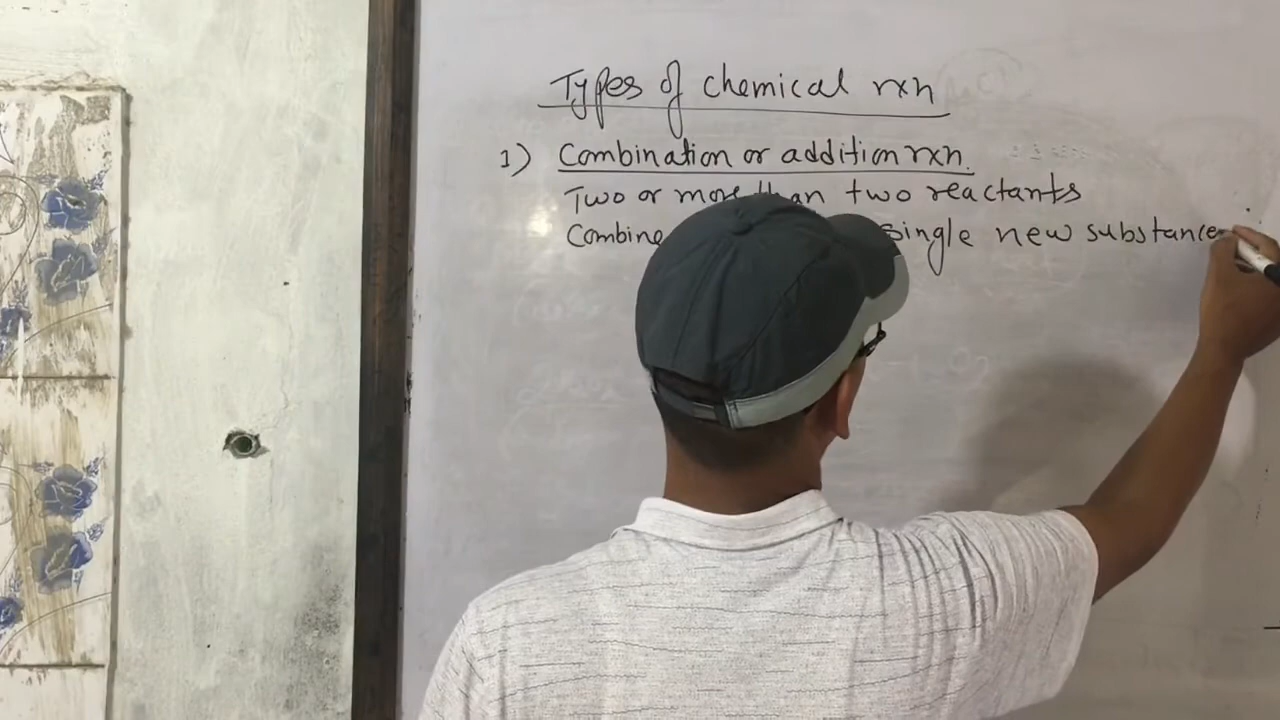 Types of chemical rxn
1) Combination or addition rxn.
Two or more than two reactants
Combine single new substance